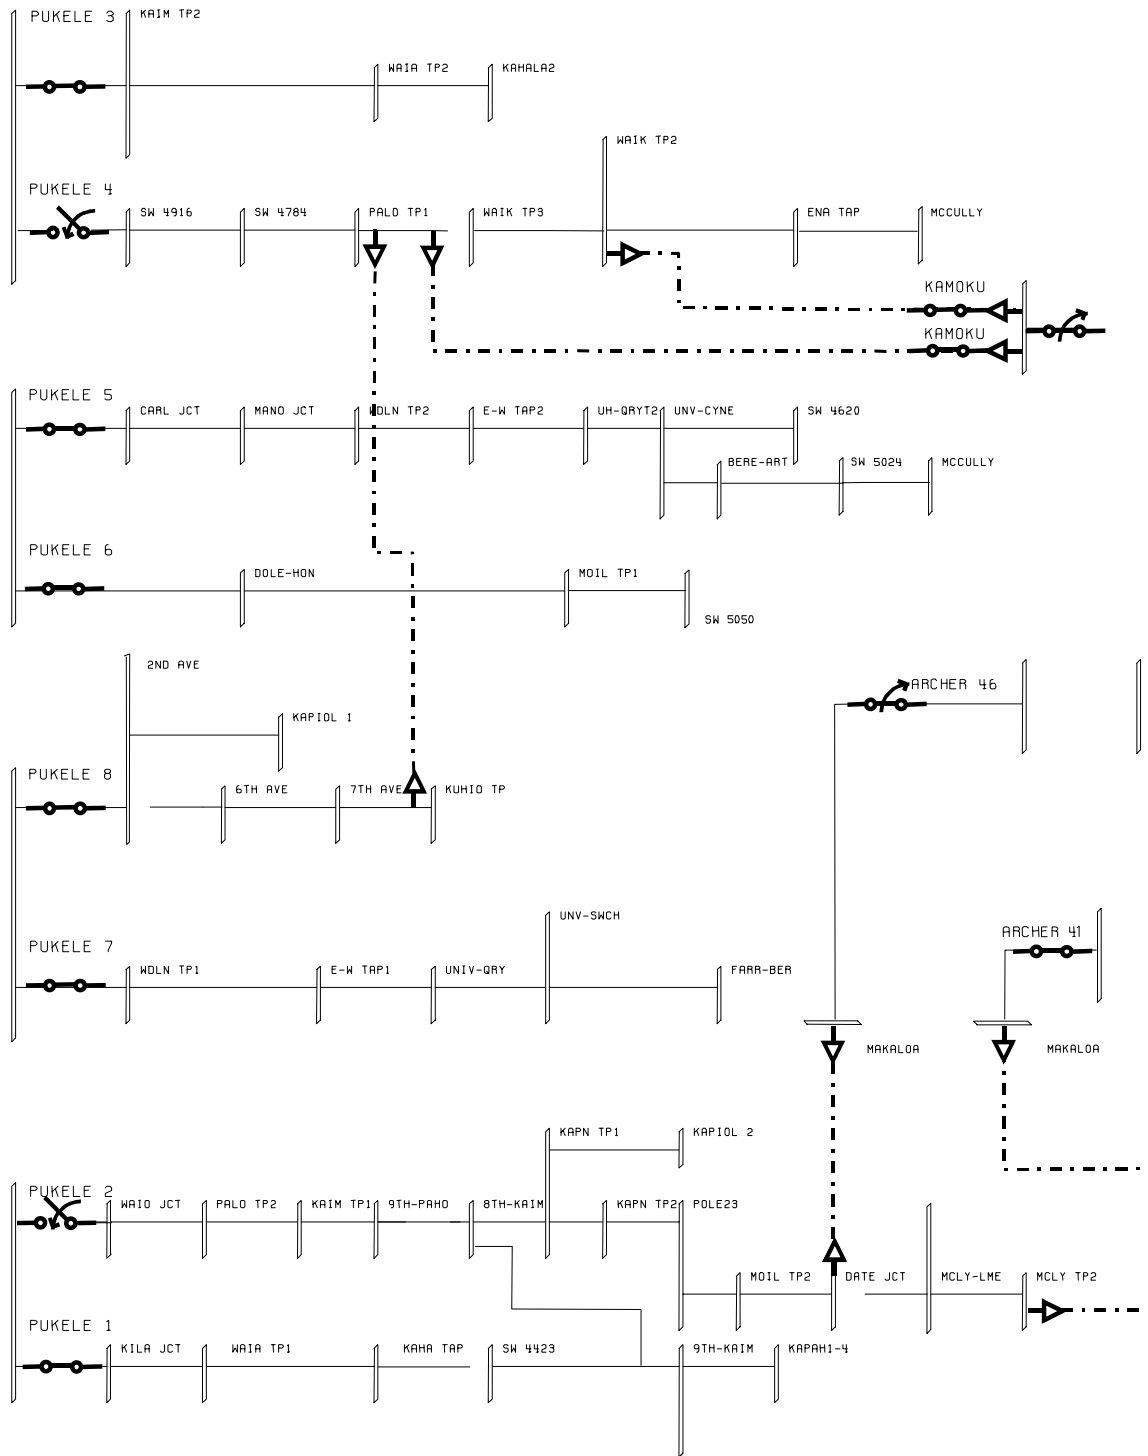 PUKELE 3
KAIM TP2
WAIA TP2
KAHALA2
WAIK TP2
PUKELE 4
SW 4916
SW 4784
PALO TP1
WAIK TP3
ENA TAP
MCCULLY
KAMOKU
KAMOKU
PUKELE 5
CARL JCT
MANO JCT
WDLN TP2
E-W TAP2
UH-QRYT2
UNV-CYNE
SW 4620
BERE-ART
SW 5024
MCCULLY
PUKELE 6
DOLE-HON
MOIL TP1
SW 5050
2ND AVE
ARCHER 46
KAPIOL 1
PUKELE 8
6TH AVE
7TH AVE
KUHIO TP
UNV-SWCH
ARCHER 41
PUKELE 7
WDLN TP1
E-W TAP1
UNIV-QRY
FARR-BER
MAKALOA
MAKALOA
KAPN TP1
KAPIOL 2
PUKELE 2
WAIO JCT
PALO TP2
KAIM TP1
9TH-PAHO
8TH-KAIM
KAPN TP2
POLE23
MOIL TP2
DATE JCT
MCLY-LME
MCLY TP2
PUKELE 1
KILA JCT
WAIA TP1
KAHA TAP
SW 4423
9TH-KAIM
KAPAH1-4